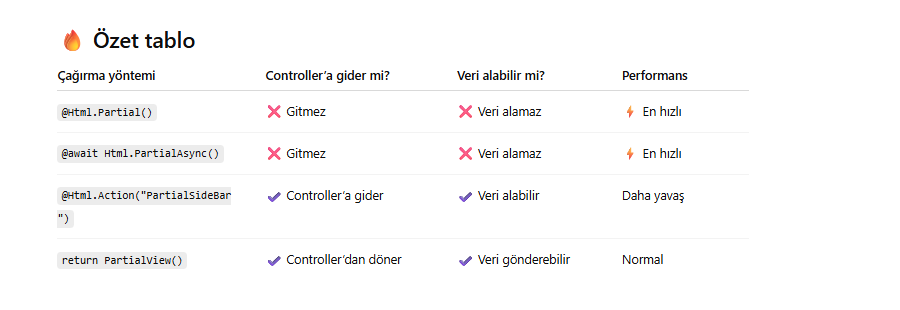 🔥 Özet tablo
Çağırma yöntemi Controller’a gider mi? Veri alabilir mi? Performans
@Html.Partial() ❌ Gitmez ❌ Veri alamaz ⚡ En hızlı
@await Html.PartialAsync() ❌ Gitmez ❌ Veri alamaz ⚡ En hızlı
@Html.Action("PartialSideBar ✔ Controller’a gider ✔ Veri alabilir Daha yavaş
")
return PartialView() ✔ Controller’dan döner ✔ Veri gönderebilir Normal